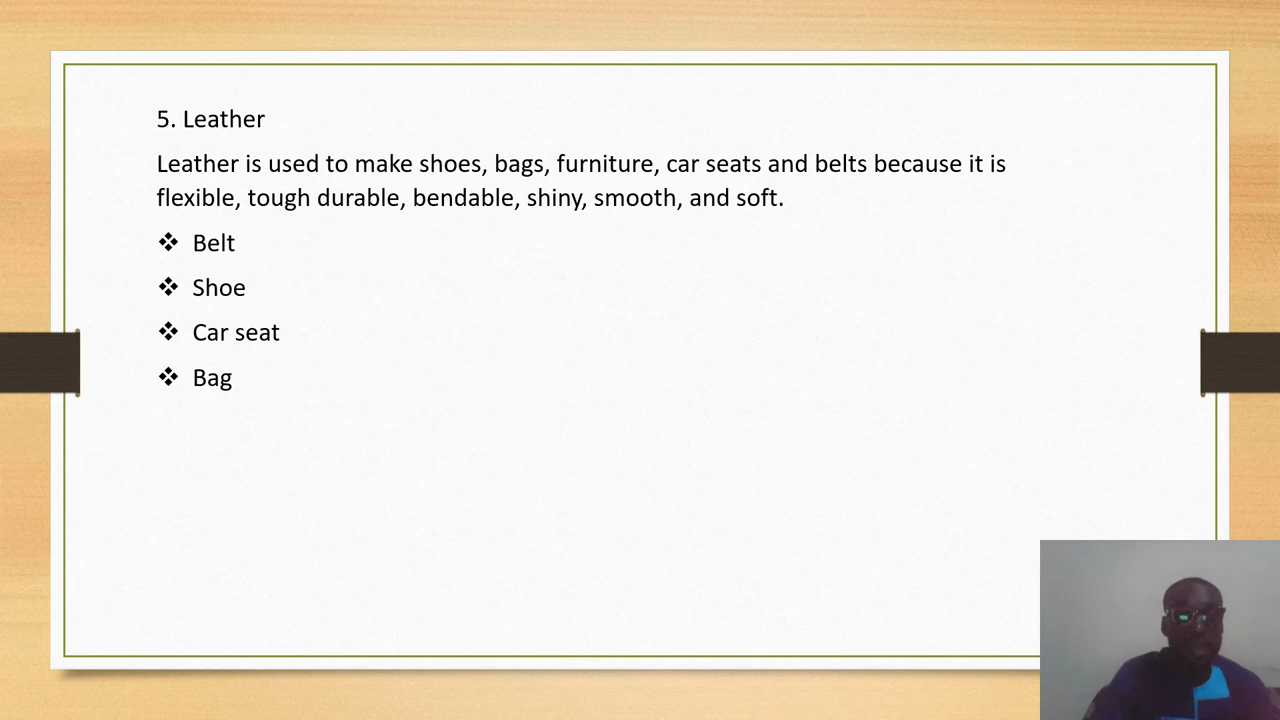 5. Leather
Leather is used to make shoes, bags, furniture, car seats and belts because it is
flexible, tough durable, bendable, shiny, smooth, and soft.
❖ Belt
❖ Shoe
❖ Car seat
❖ Bag